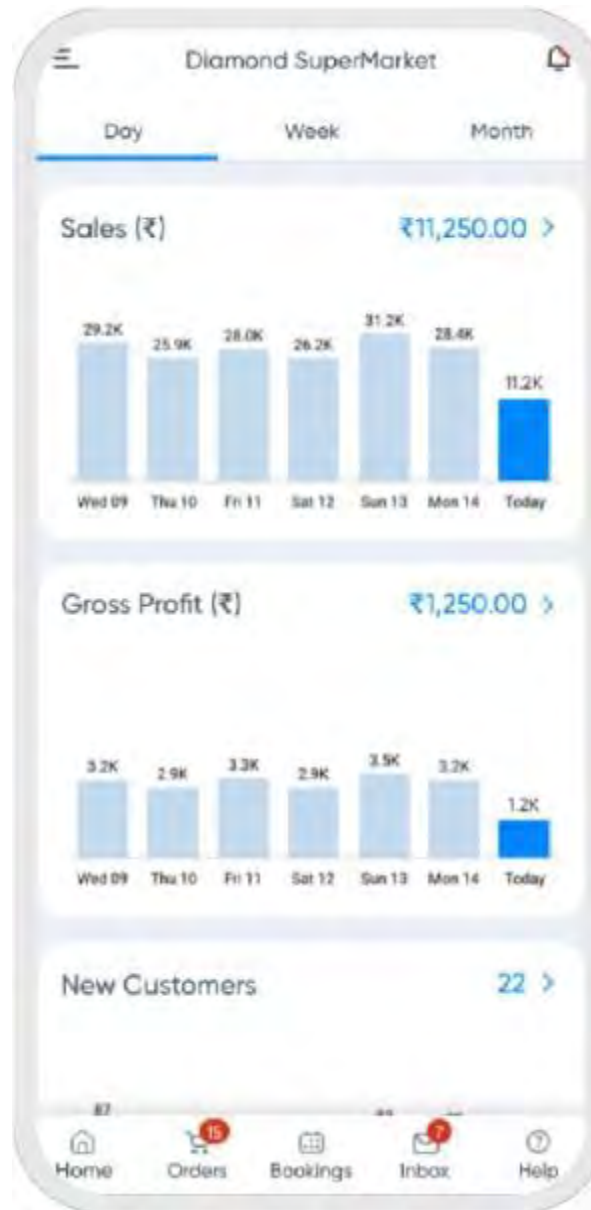 Diamond SuperMarket
Day Week Month
Sales (₹) ₹11,250.00 >
29.2K 25.9K 28.0K 26.2K 31.2K 28.4K 11.2K
Wed 09 Thu 10 Fri 11 Sat 12 Sun 13 Mon 14 Today
Gross Profit (₹) ₹1,250.00 >
3.2K 2.9K 3.3K 2.9K 3.5K 3.2K 1.2K
Wed 09 Thu 10 Fri 11 Sat 12 Sun 13 Mon 14 Today
New Customers 22 >
87
15 7
Home Orders Bookings Inbox Help